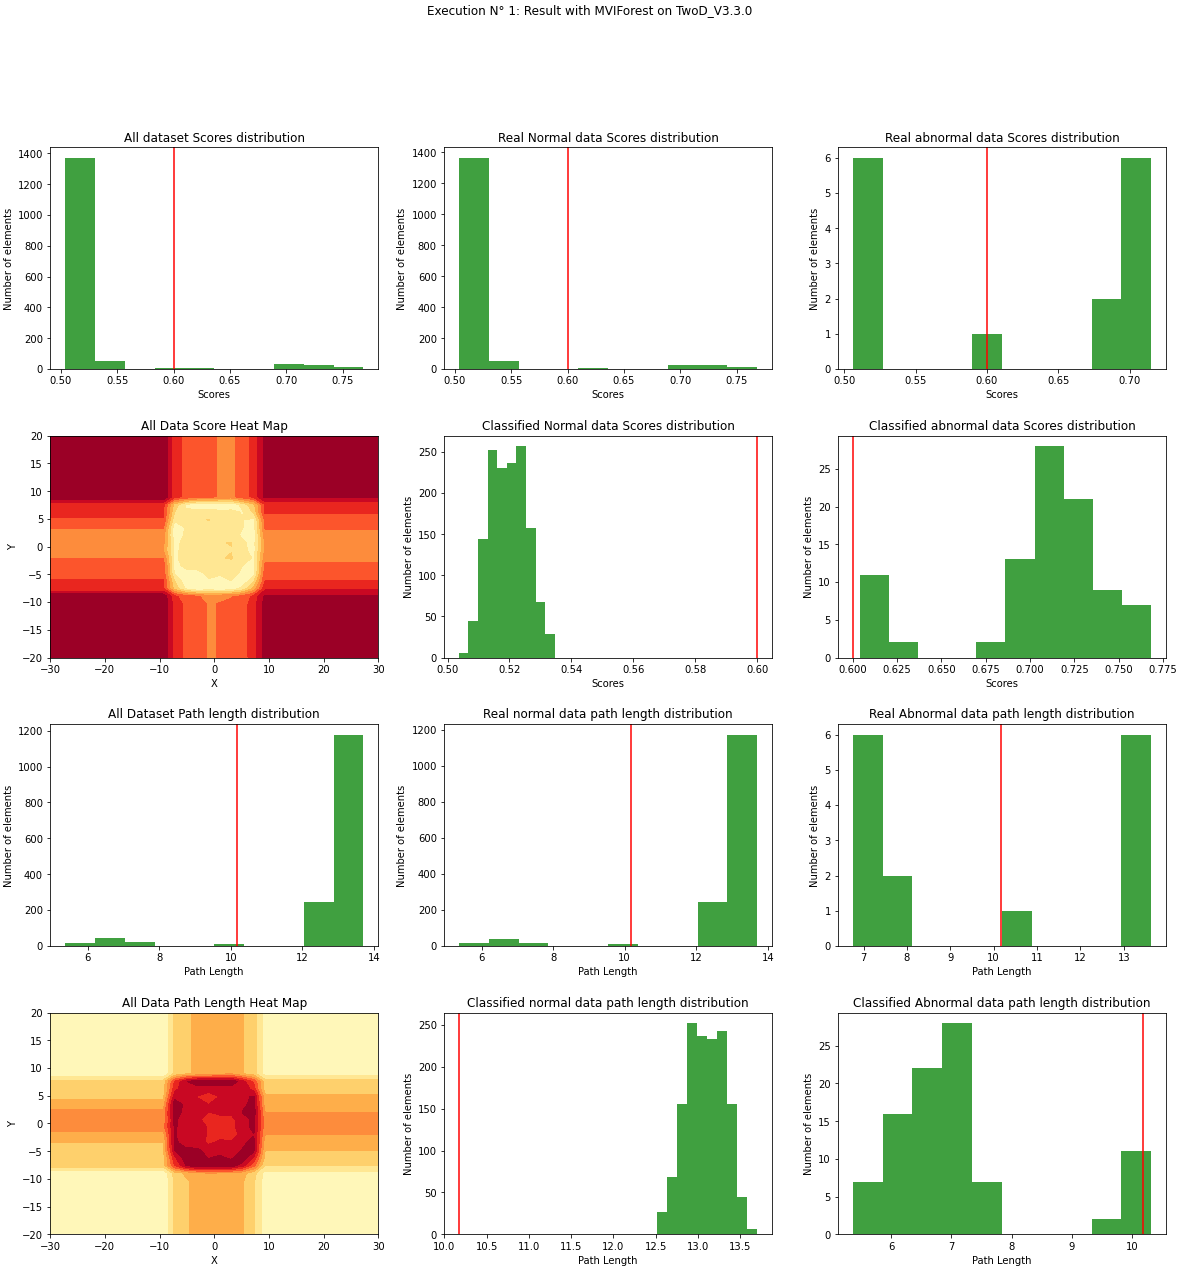 Execution N° 1: Result with MVIForest on TwoD_V3.3.0
All dataset Scores distribution
Number of elements
1400
1200
1000
800
600
400
200
0
0.50 0.55 0.60 0.65 0.70 0.75
Scores
Real Normal data Scores distribution
Number of elements
1400
1200
1000
800
600
400
200
0
0.50 0.55 0.60 0.65 0.70 0.75
Scores
Real abnormal data Scores distribution
Number of elements
6
5
4
3
2
1
0
0.50 0.55 0.60 0.65 0.70
Scores
All Data Score Heat Map
Y
20
15
10
5
0
−5
−10
−15
−20
−30 −20 −10 0 10 20 30
X
Classified Normal data Scores distribution
Number of elements
250
200
150
100
50
0
0.50 0.52 0.54 0.56 0.58 0.60
Scores
Classified abnormal data Scores distribution
Number of elements
25
20
15
10
5
0
0.600 0.625 0.650 0.675 0.700 0.725 0.750 0.775
Scores
All Dataset Path length distribution
Number of elements
1200
1000
800
600
400
200
0
6 8 10 12 14
Path Length
Real normal data path length distribution
Number of elements
1200
1000
800
600
400
200
0
6 8 10 12 14
Path Length
Real Abnormal data path length distribution
Number of elements
6
5
4
3
2
1
0
7 8 9 10 11 12 13
Path Length
All Data Path Length Heat Map
Y
20
15
10
5
0
−5
−10
−15
−20
−30 −20 −10 0 10 20 30
X
Classified normal data path length distribution
Number of elements
250
200
150
100
50
0
10.0 10.5 11.0 11.5 12.0 12.5 13.0 13.5
Path Length
Classified Abnormal data path length distribution
Number of elements
25
20
15
10
5
0
6 7 8 9 10
Path Length